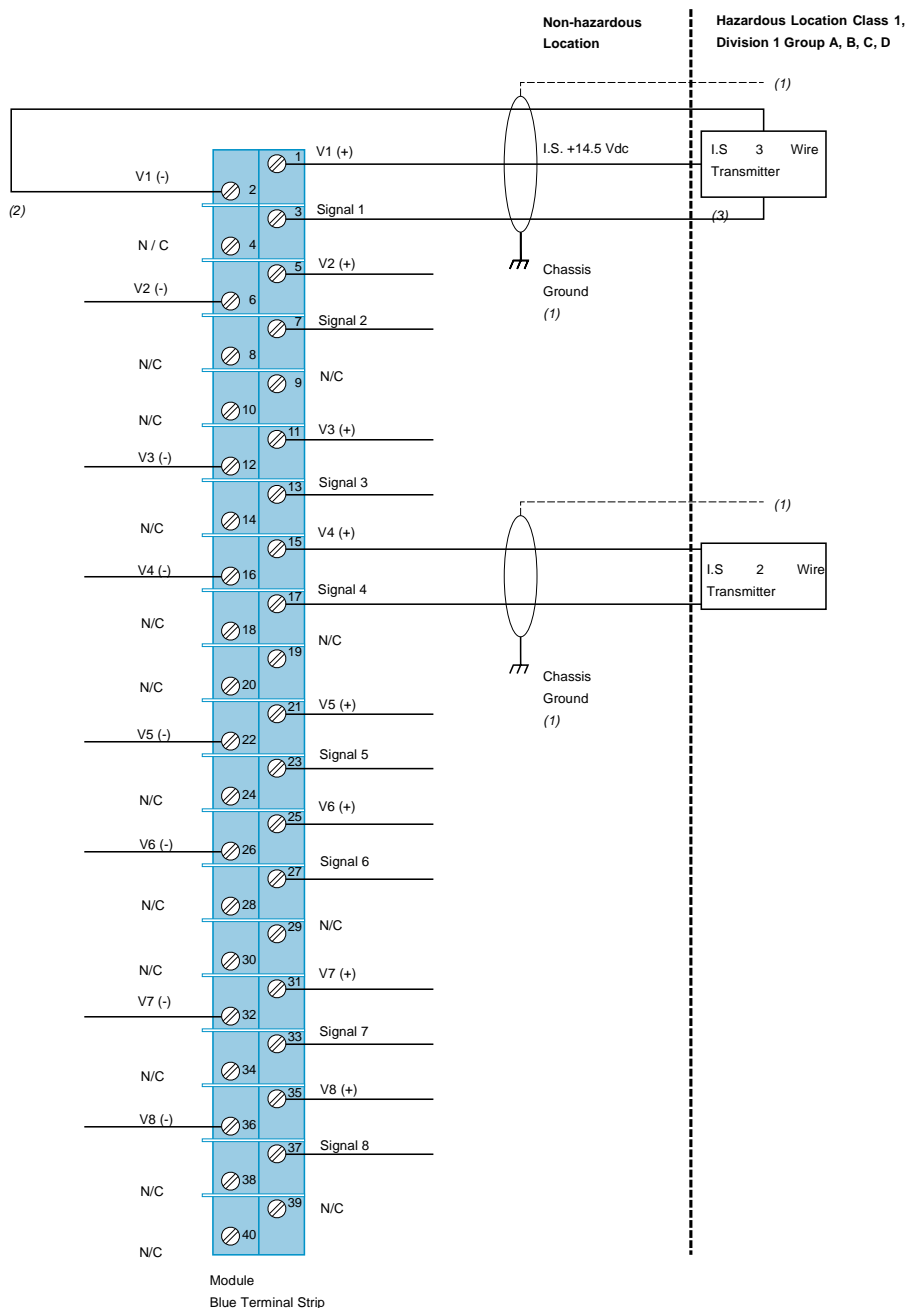 Non-hazardous
Location
Hazardous Location Class 1,
Division 1 Group A, B, C, D
(1)
1
V1 (+)
I.S. +14.5 Vdc
I.S 3 Wire
Transmitter
V1 (-)
2
(2)
3
Signal 1
(3)
N / C
4
5
V2 (+)
Chassis
Ground
(1)
V2 (-)
6
7
Signal 2
N/C
8
9
N/C
N/C
10
11
V3 (+)
V3 (-)
12
13
Signal 3
(1)
N/C
14
15
V4 (+)
V4 (-)
16
I.S 2 Wire
Transmitter
17
Signal 4
N/C
18
19
N/C
Chassis
Ground
(1)
N/C
20
21
V5 (+)
V5 (-)
22
23
Signal 5
N/C
24
25
V6 (+)
V6 (-)
26
27
Signal 6
N/C
28
29
N/C
N/C
30
31
V7 (+)
V7 (-)
32
33
Signal 7
N/C
34
35
V8 (+)
V8 (-)
36
37
Signal 8
N/C
38
39
N/C
N/C
40
Module
Blue Terminal Strip